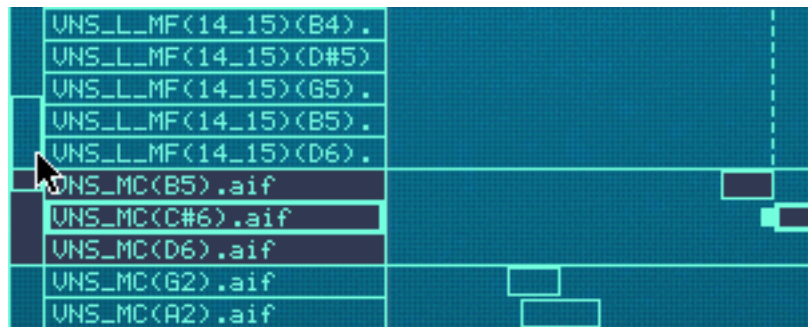 VNS_L_MF(14_15)(B4).
VNS_L_MF(14_15)(D#5)
VNS_L_MF(14_15)(G5).
VNS_L_MF(14_15)(B5).
VNS_L_MF(14_15)(D6).
VNS_MC(B5).aif
VNS_MC(C#6).aif
VNS_MC(D6).aif
VNS_MC(G2).aif
VNS_MC(A2).aif